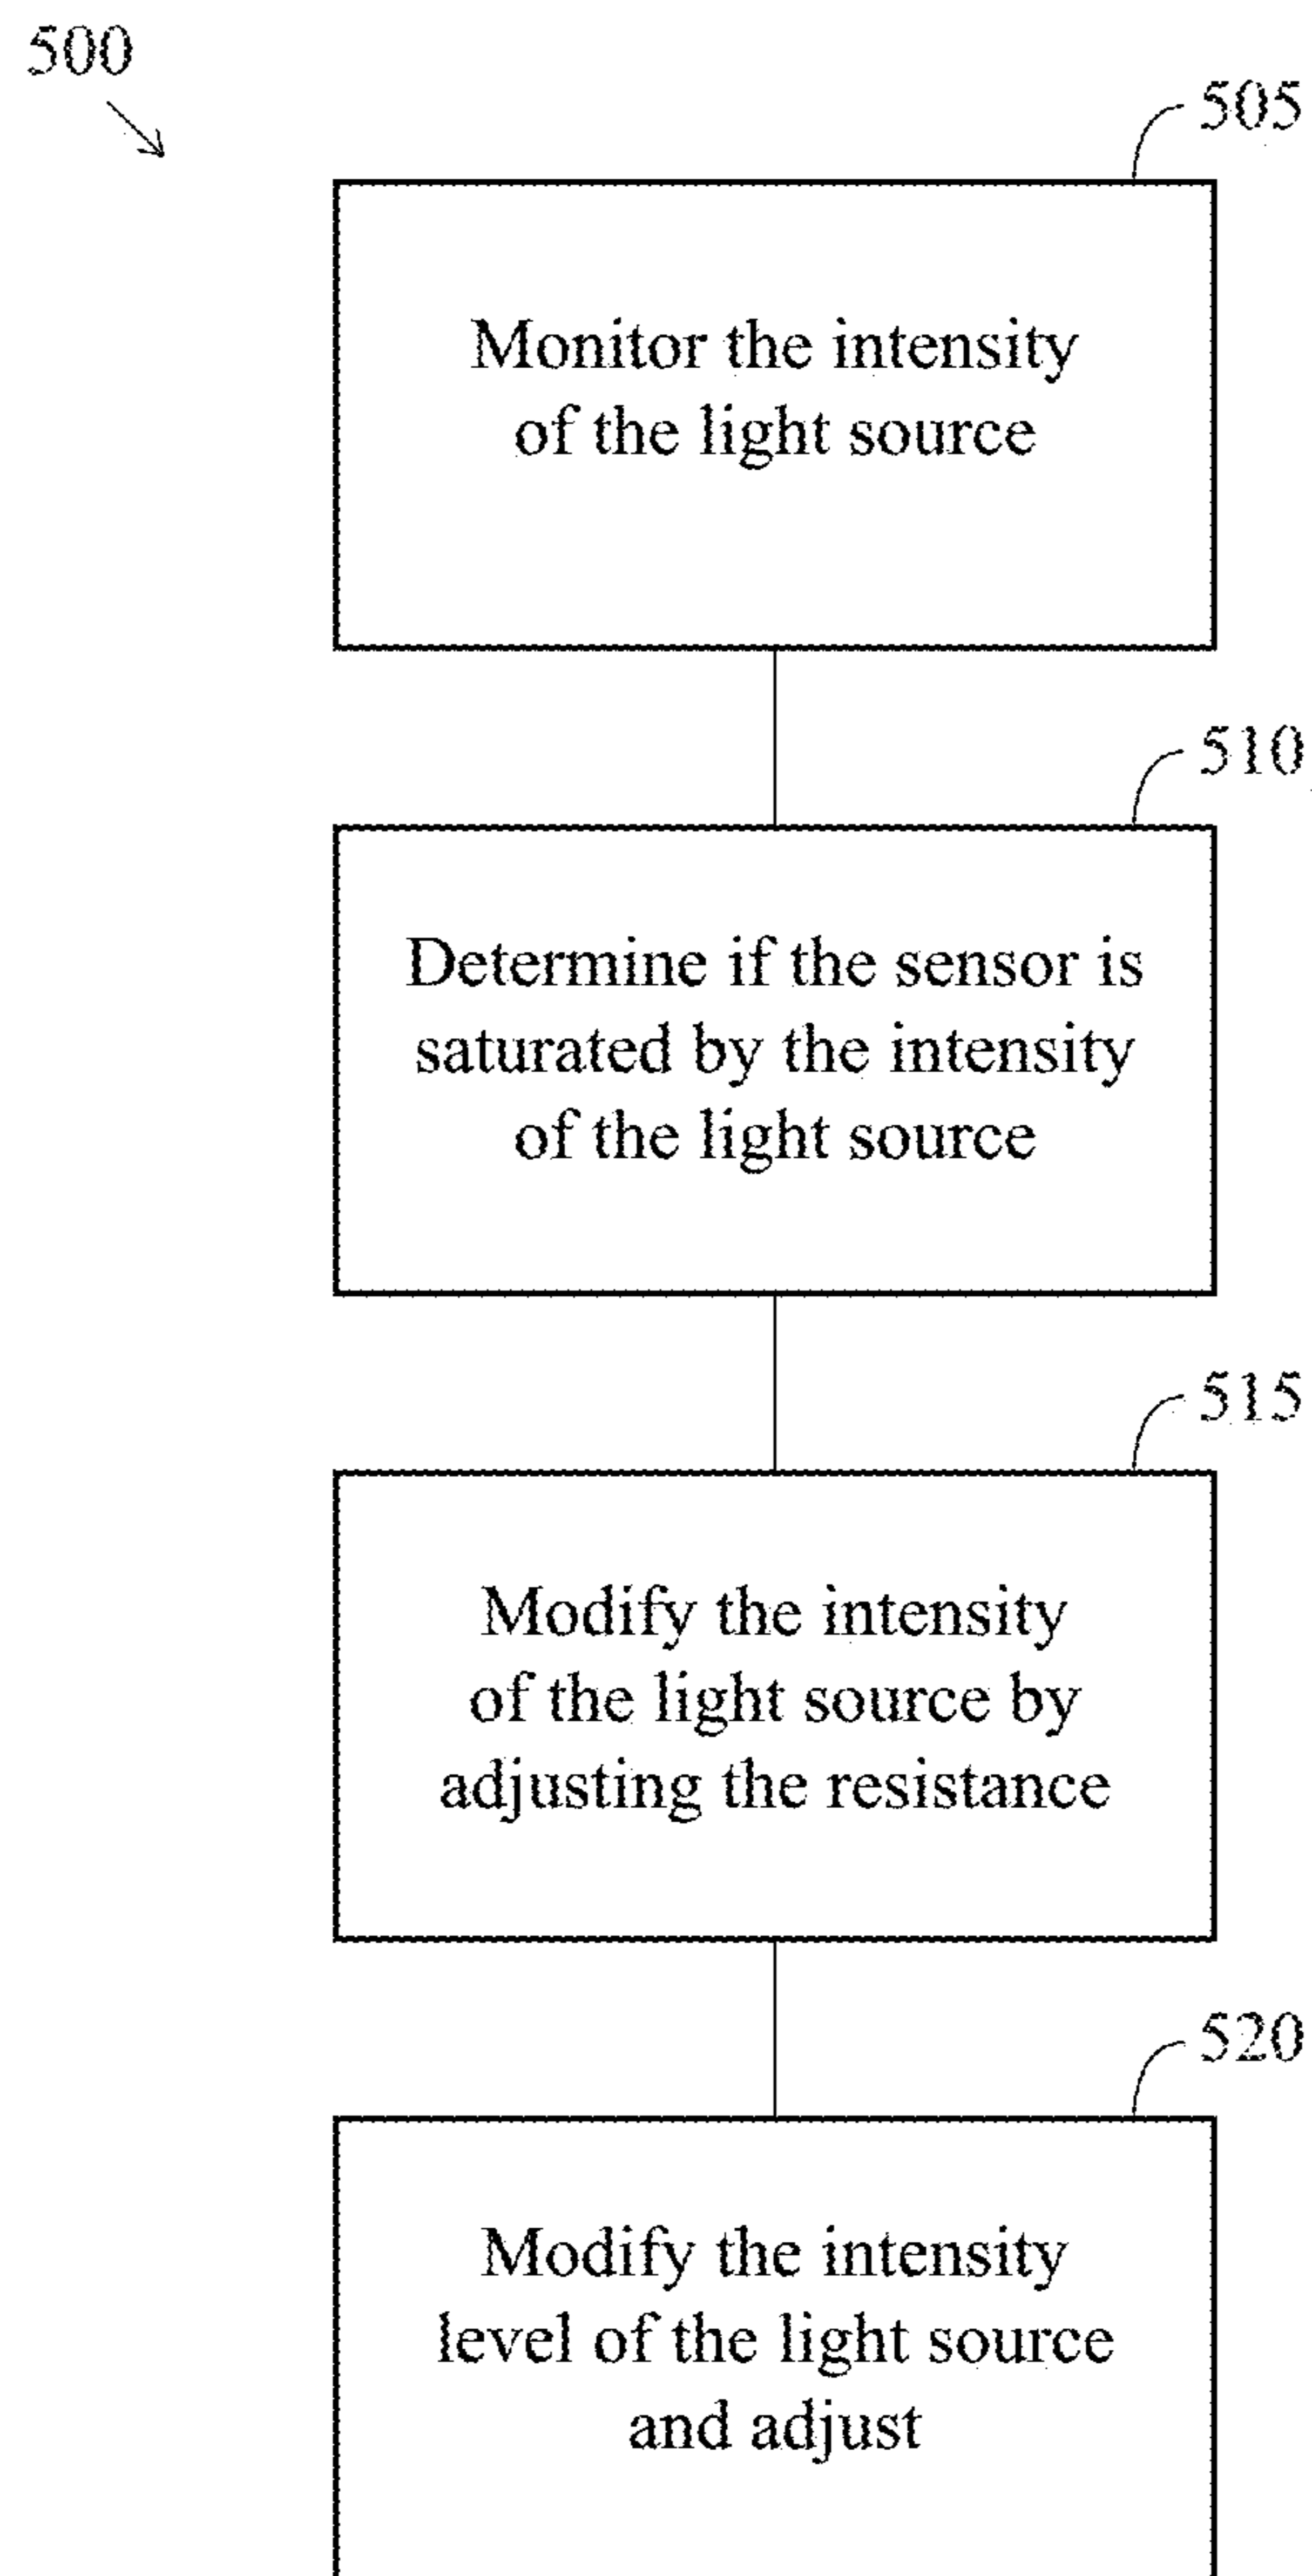 500
505
Monitor the intensity
of the light source
510
Determine if the sensor is
saturated by the intensity
of the light source
515
Modify the intensity
of the light source by
adjusting the resistance
520
Modify the intensity
level of the light source
and adjust